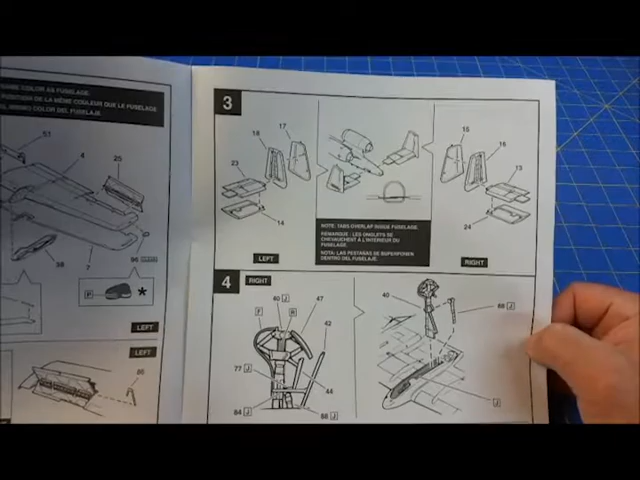 COLOR AS FUSELAGE.
POSITION DE LA MÊME COULEUR QUE LE FUSELAGE
EL MISMO COLOR DEL FUSELAJE.
51
4
25
58
7
96
P
*
LEFT
LEFT
3
18
17
23
14
LEFT
NOTE: TABS OVERLAP INSIDE FUSELAGE.
REMARQUE: LES ONGLETS SE
CHEVAUCHENT À L'INTÉRIEUR DU
FUSELAGE.
NOTA: LAS PESTAÑAS SE SUPERPONEN
DENTRO DEL FUSELAJE.
15
16
13
24
RIGHT
4
RIGHT
F
J
R
47
42
77 J
44
84 J
88 J
40
J
J